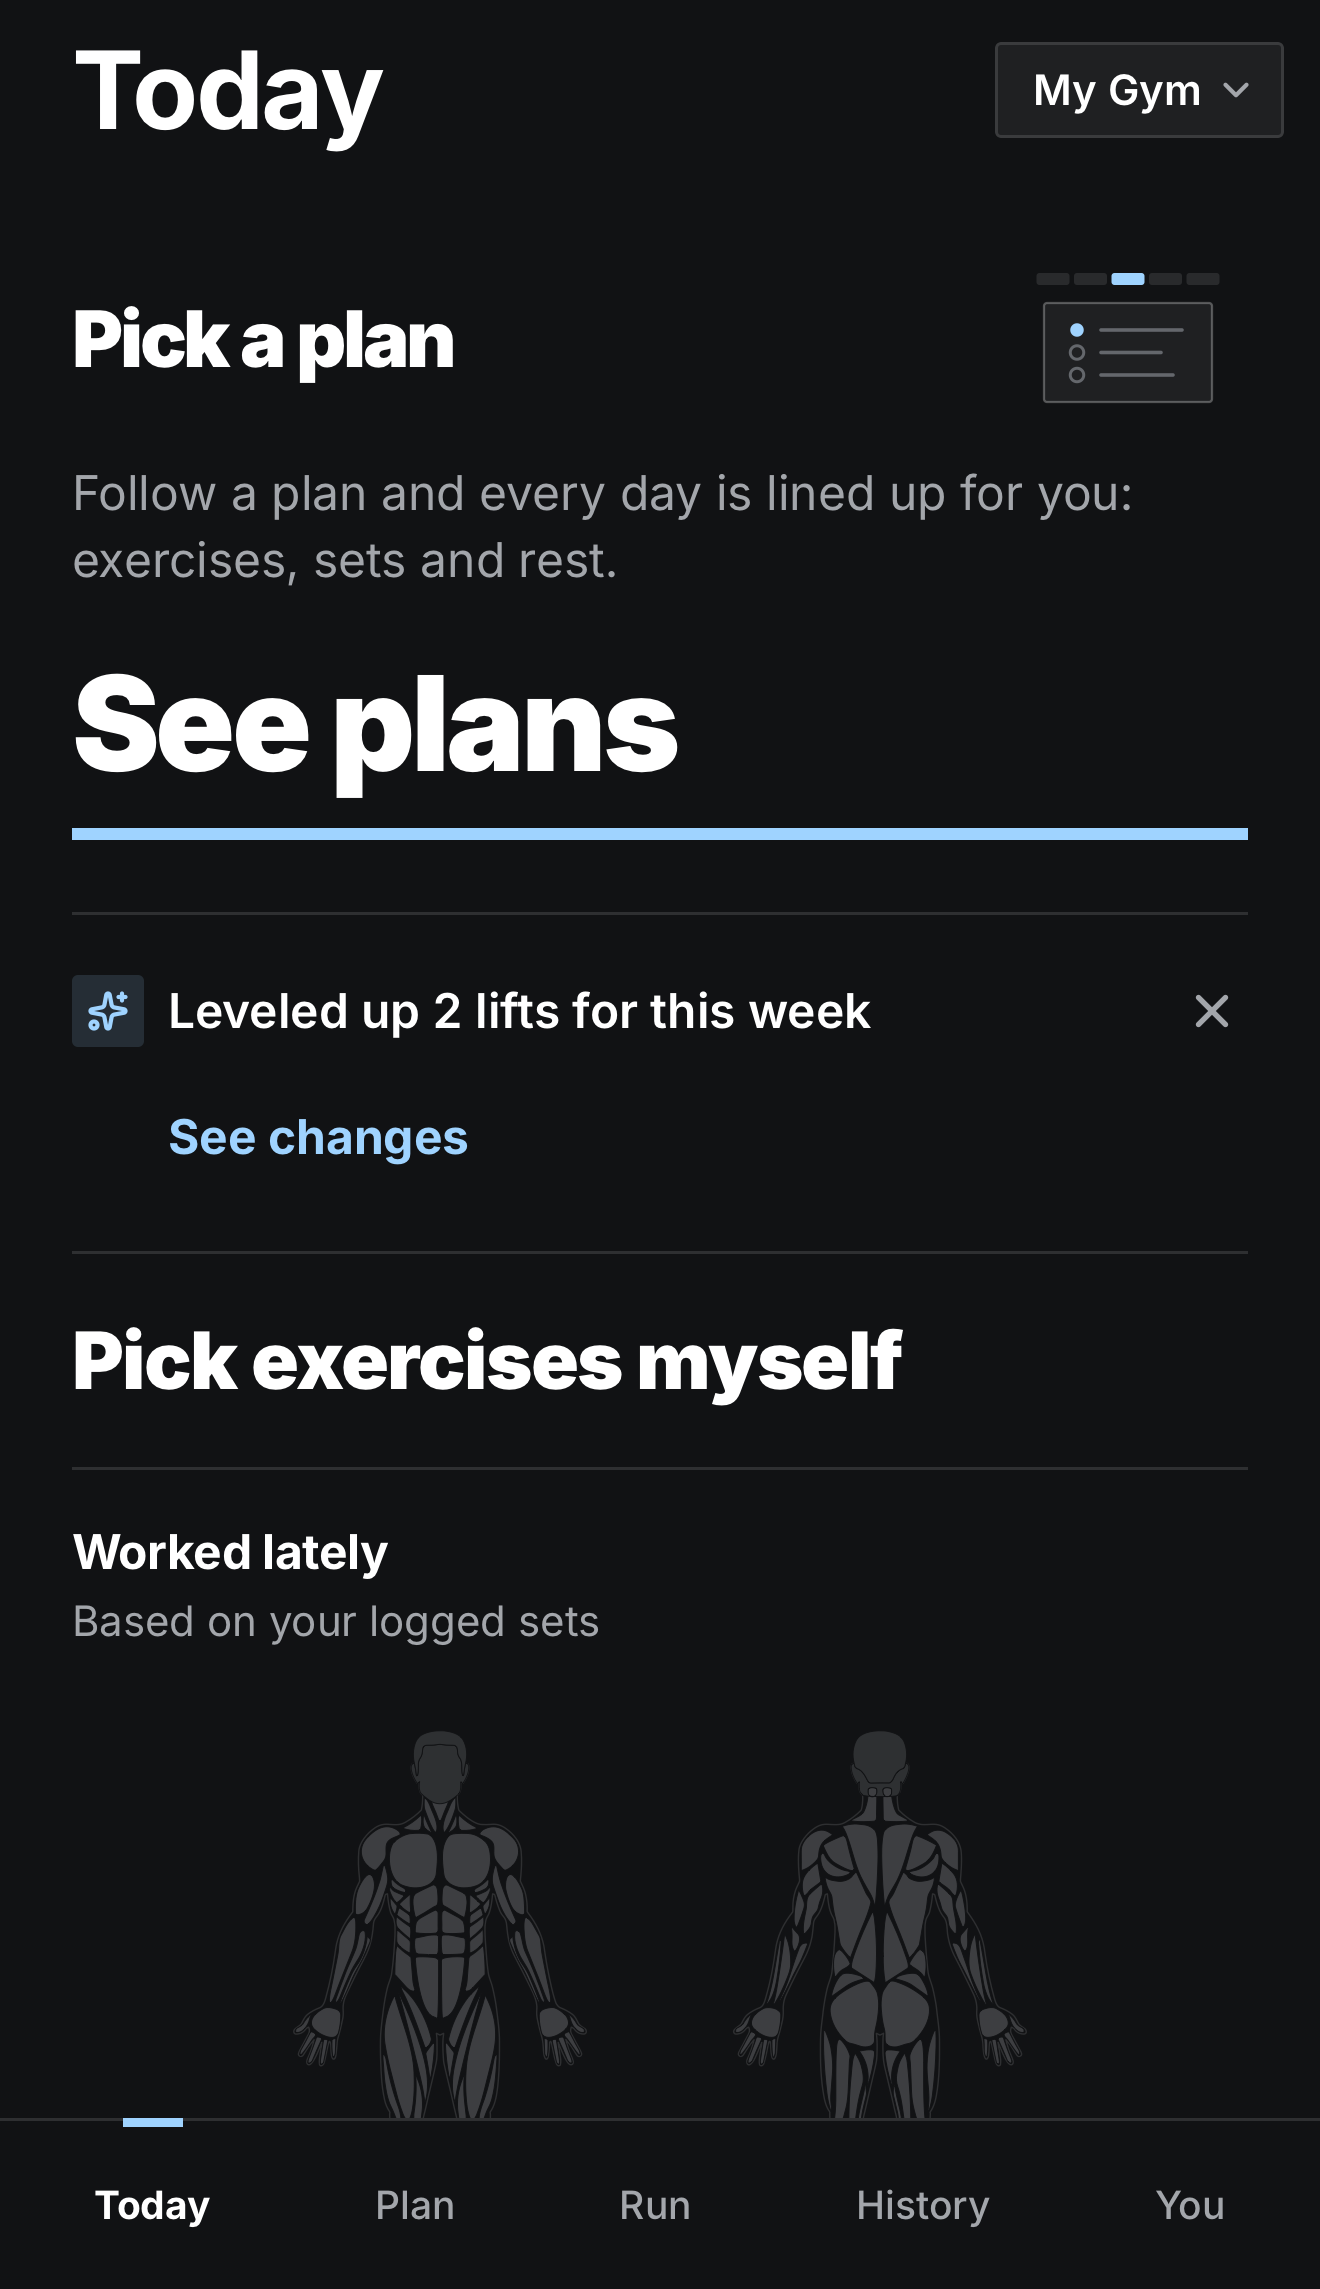 Today
My Gym
Pick a plan
Follow a plan and every day is lined up for you:
exercises, sets and rest.
See plans
Leveled up 2 lifts for this week
See changes
Pick exercises myself
Worked lately
Based on your logged sets
Today
Plan
Run
History
You